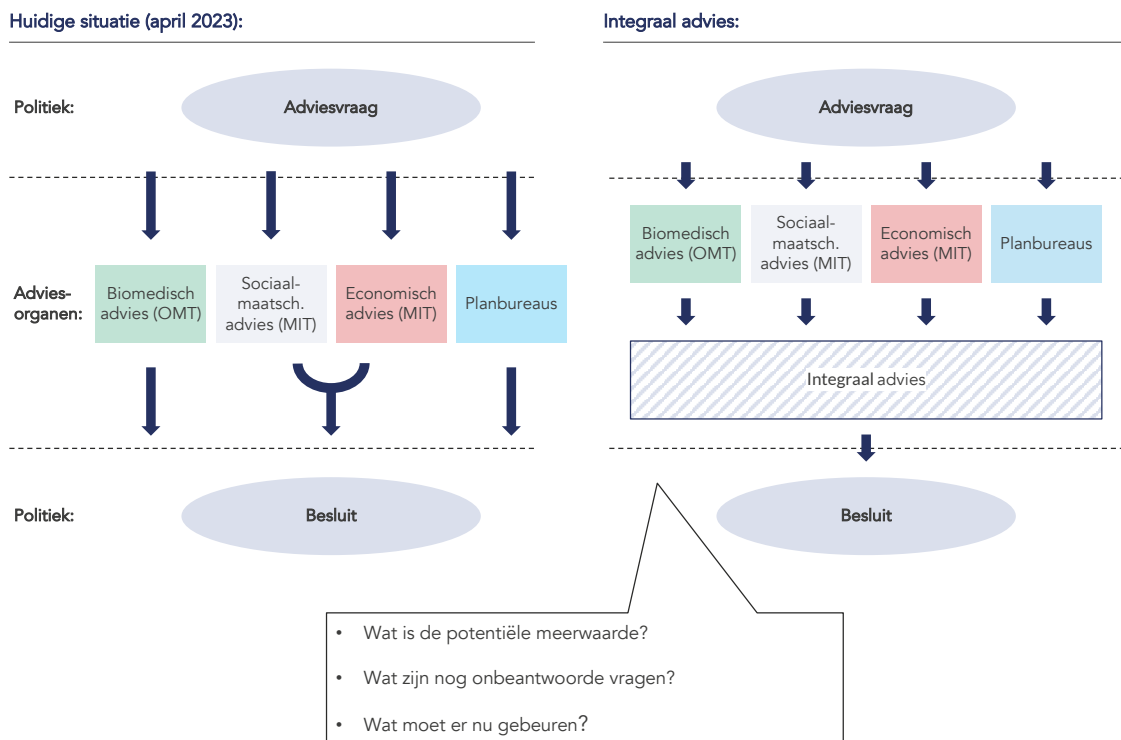 Huidige situatie (april 2023):
Politiek:
Adviesvraag
Advies-
organen:
Biomedisch
advies (OMT)
Sociaal-
maatsch.
advies (MIT)
Economisch
advies (MIT)
Planbureaus
Politiek:
Besluit
Integraal advies:
Adviesvraag
Biomedisch
advies (OMT)
Sociaal-
maatsch.
advies (MIT)
Economisch
advies (MIT)
Planbureaus
Integraal advies
Besluit
• Wat is de potentiële meerwaarde?
• Wat zijn nog onbeantwoorde vragen?
• Wat moet er nu gebeuren?